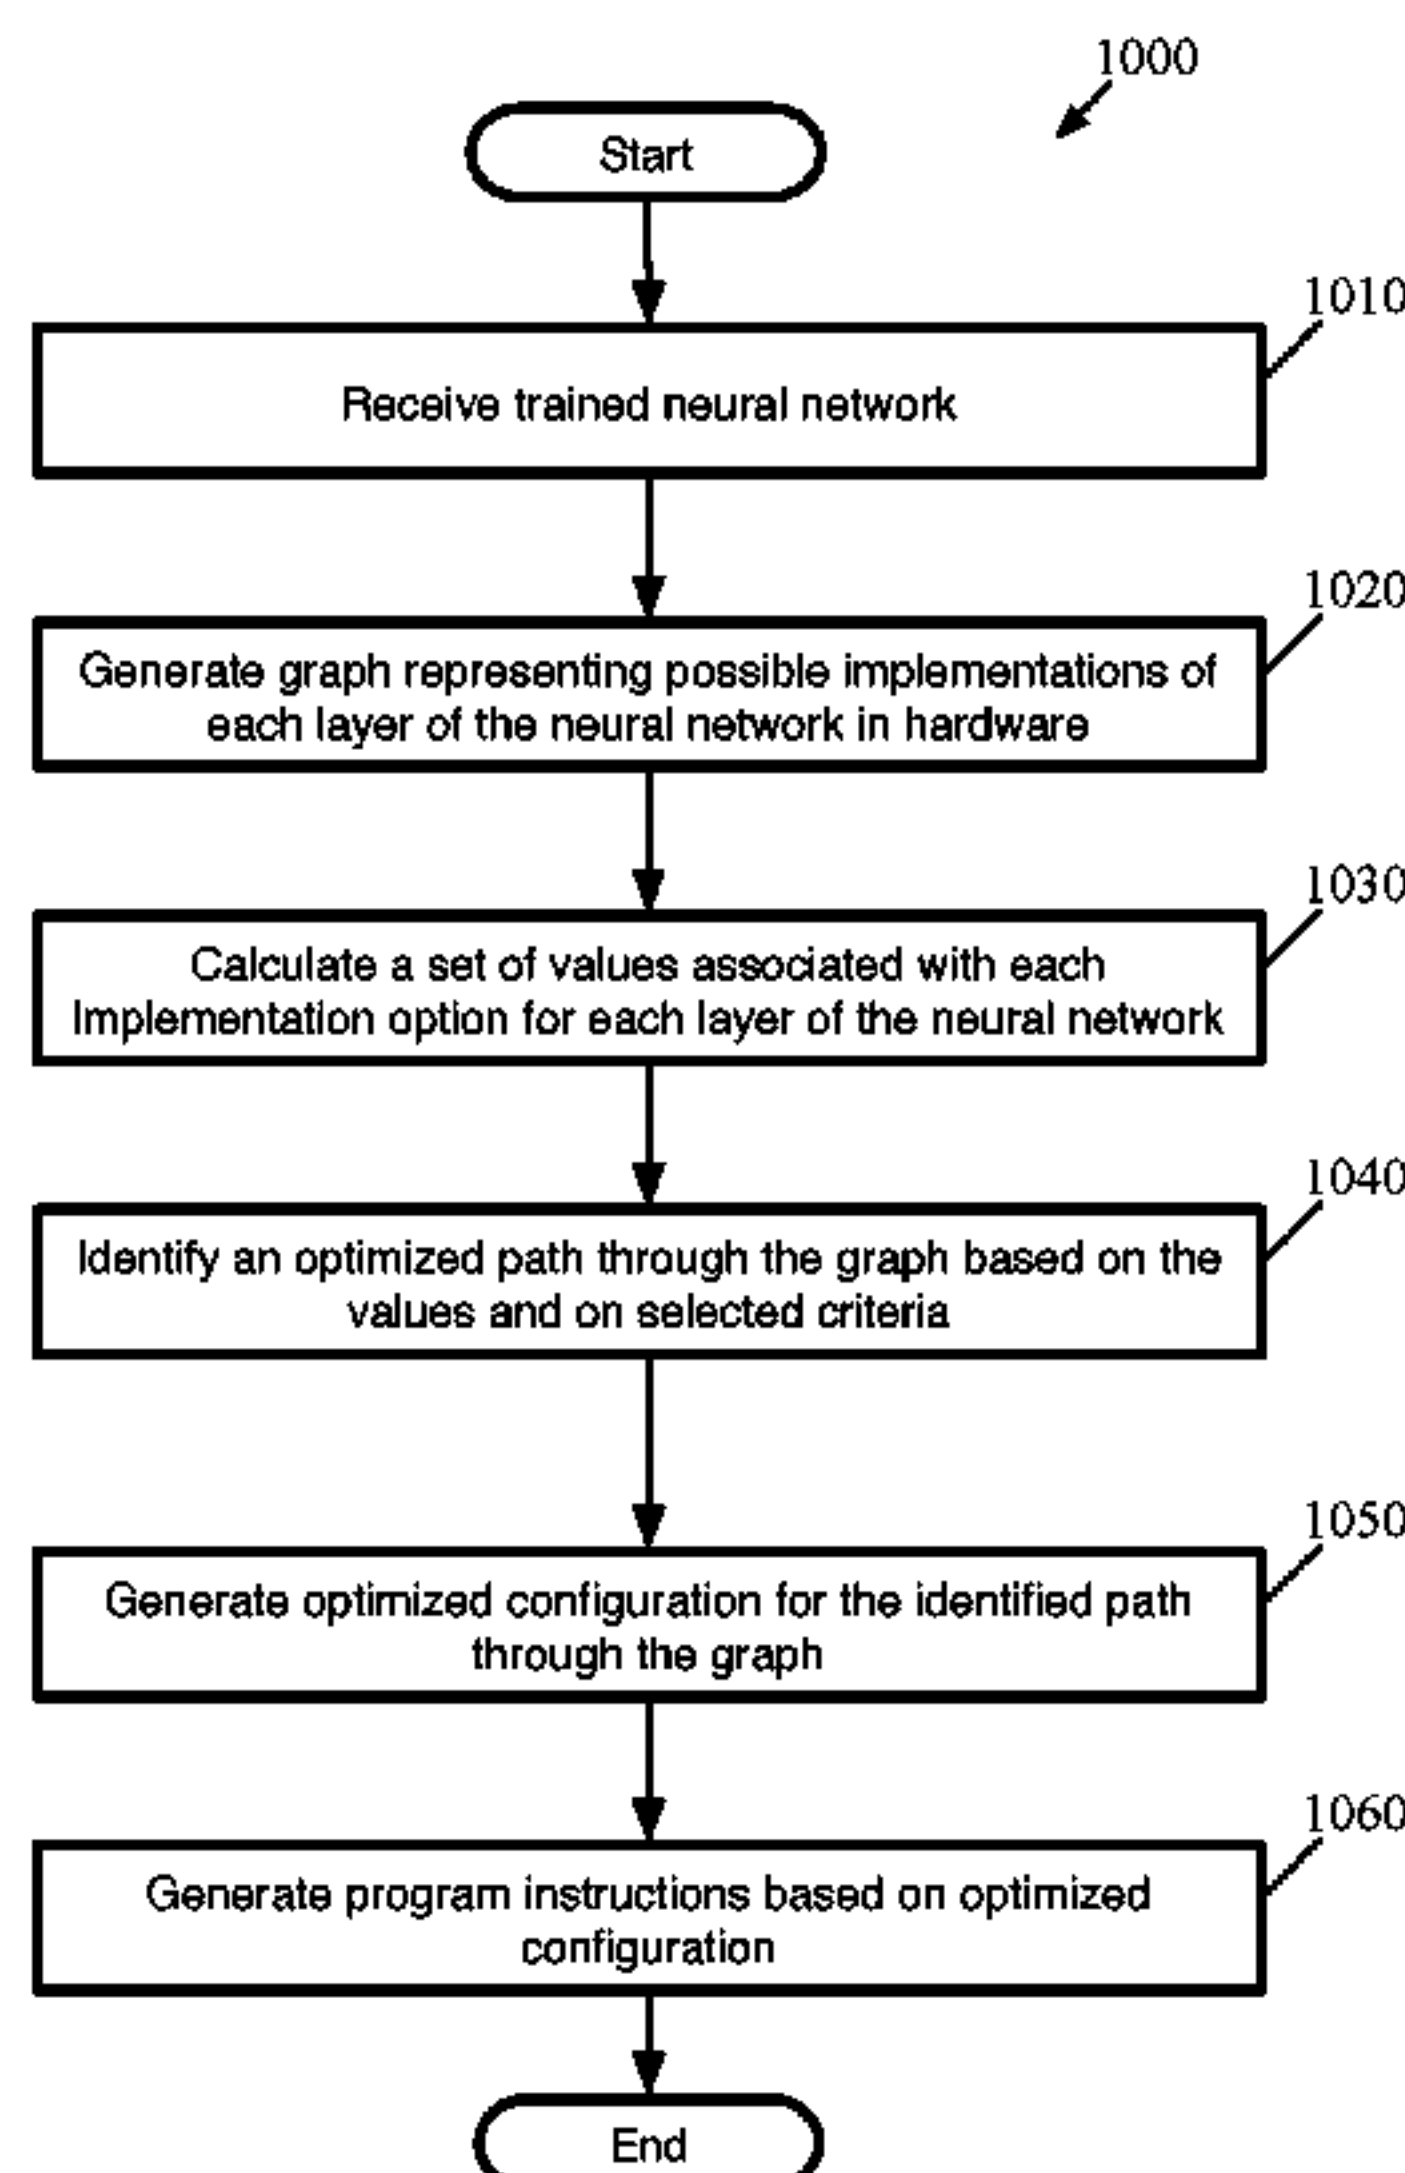 1000
Start
1010
Receive trained neural network
1020
Generate graph representing possible implementations of
each layer of the neural network in hardware
1030
Calculate a set of values associated with each
Implementation option for each layer of the neural network
1040
Identify an optimized path through the graph based on the
values and on selected criteria
1050
Generate optimized configuration for the identified path
through the graph
1060
Generate program instructions based on optimized
configuration
End